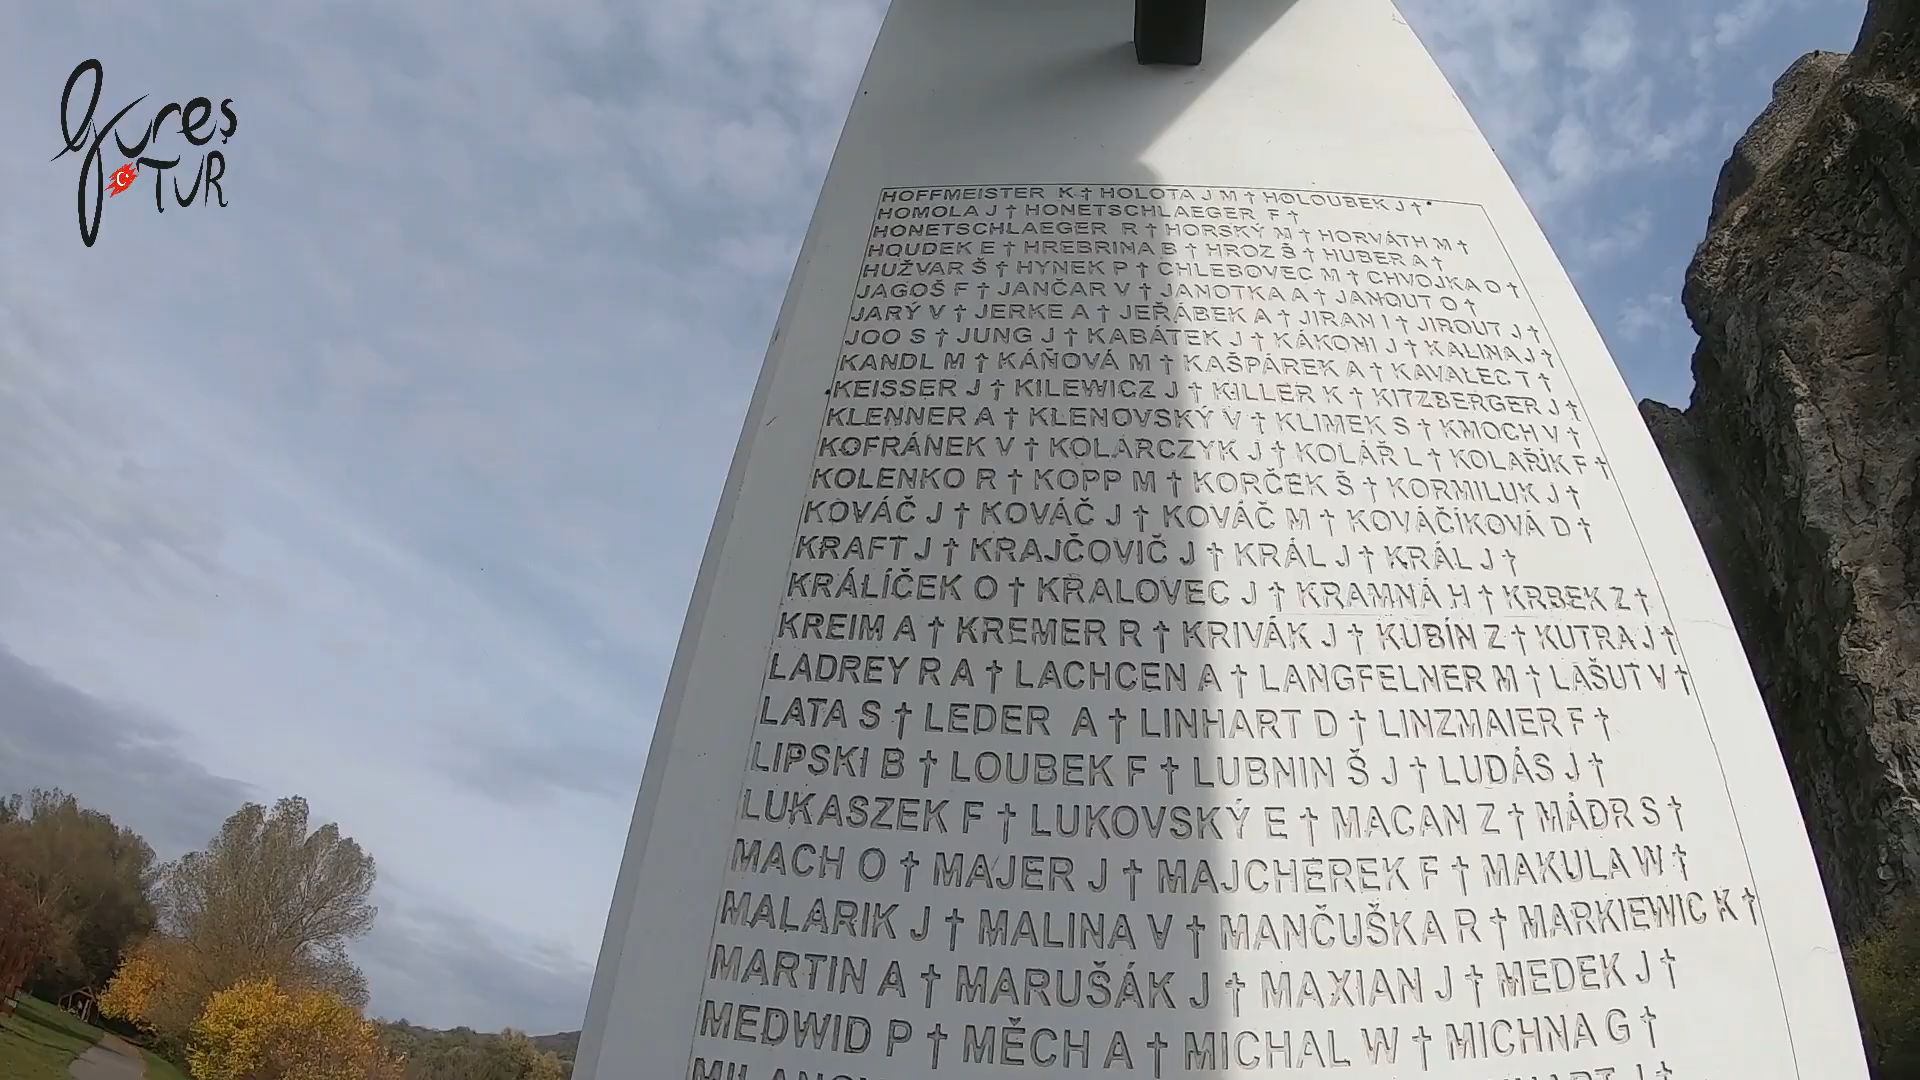 Gureş
TUR
HOFFMEISTER K † HOLOTA J M † HOLOUBEK J †
HOMOLA J † HONETSCHLAEGER F †
HONETSCHLAEGER R † HORSKÝ M † HORVÁTH M †
HOUDEK E † HREBRINA B † HROZ Š † HUBER A †
HUŽVAR Š † HYNEK P † CHLEBOVEC M † CHVOJKA O †
JAGOŠ F † JANČAR V † JANOTKA A † JANOUT O †
JARÝ V † JERKE A † JEŘÁBEK A † JIRAN I † JIROUT J †
JOO S † JUNG J † KABÁTEK J † KÁKONI J † KALINA J †
KANDL M † KÁŇOVÁ M † KAŠPÁREK A † KAVALEC T †
KEISSER J † KILEWICZ J † KILLER K † KITZBERGER J †
KLENNER A † KLENOVSKÝ V † KLIMEK S † KMOCH V †
KOFRÁNEK V † KOLARCZYK J † KOLÁŘ L † KOLAŘÍK F †
KOLENKO R † KOPP M † KORČEK Š † KORMILUK J †
KOVÁČ J † KOVÁČ J † KOVÁČ M † KOVÁČIKOVÁ D †
KRAFT J † KRAJČOVIČ J † KRÁL J † KRÁL J †
KRÁLÍČEK O † KRALOVEC J † KRAMNÁ H † KRBEK Z †
KREIM A † KREMER R † KRIVÁK J † KUBÍN Z † KUTRA J †
LADREY R A † LACHCEN A † LANGFELNER M † LAŠUT V †
LATA S † LEDER A † LINHART D † LINZMAIER F †
LIPSKI B † LOUBEK F † LUBNIN Š J † LUDÁS J †
LUKASZEK F † LUKOVSKÝ E † MACAN Z † MÁDR S †
MACH O † MAJER J † MAJCHEREK F † MAKULA W †
MALARIK J † MALINA V † MANČUŠKA R † MARKIEWIC K †
MARTIN A † MARUŠÁK J † MAXIAN J † MEDEK J †
MEDWID P † MĚCH A † MICHAL W † MICHNA G †